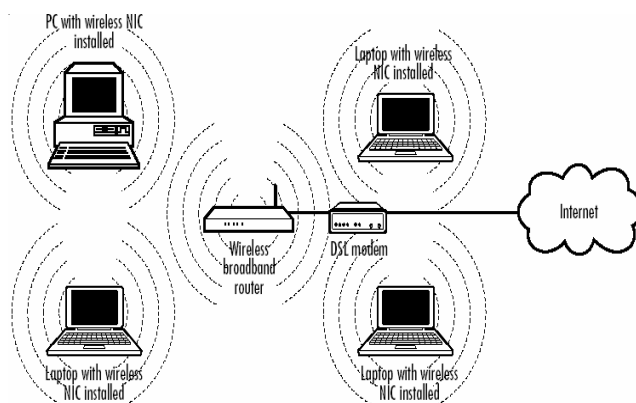 PC with wireless NIC
installed
Laptop with wireless
NIC installed
Wireless
broadband
router
DSL modem
Internet
Laptop with wireless
NIC installed
Laptop with wireless
NIC installed